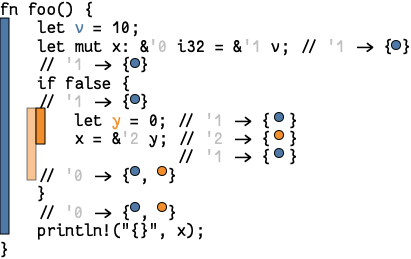 fn foo() {
let v = 10;
let mut x: &'0 i32 = &'1 v; // '1 → {●}
// '1 → {●}
if false {
// '1 → {●}
let y = 0; // '1 → {●}
x = &'2 y; // '2 → {●}
// '1 → {●}
// '0 → {●, ●}
}
// '0 → {●, ●}
println!("{}", x);
}